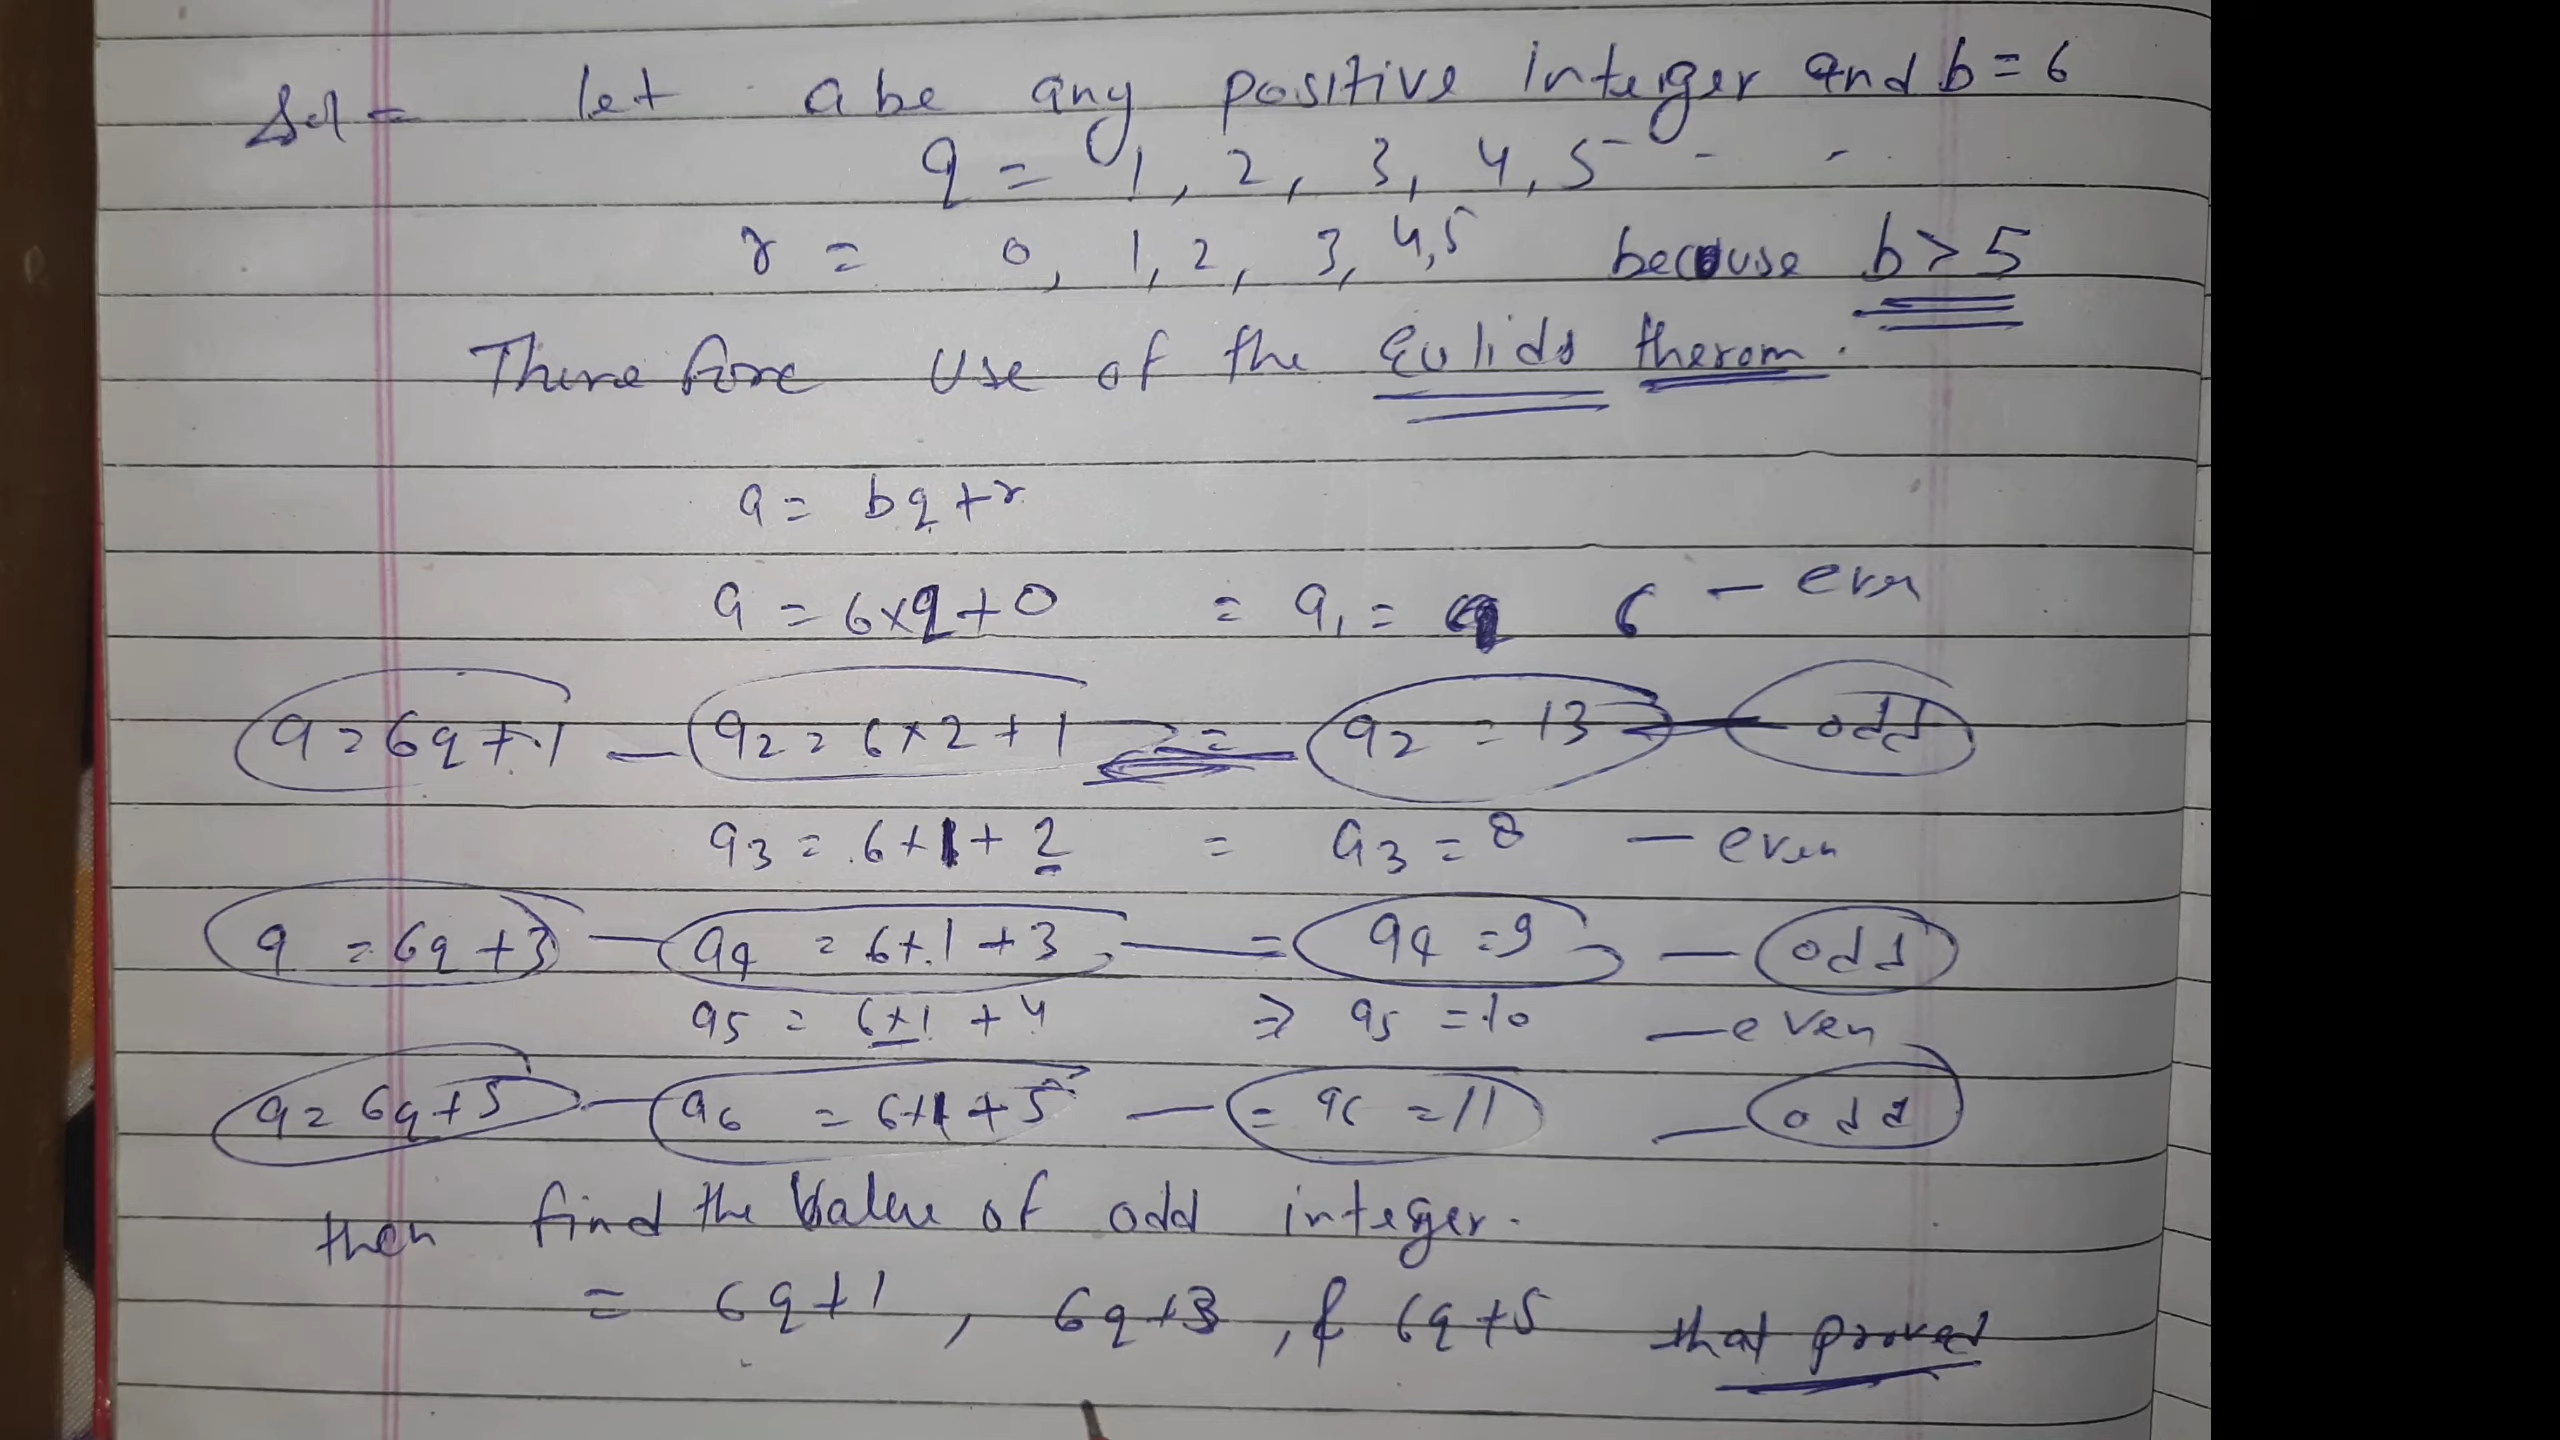 Sol = let a be any positive interger and b = 6
q = 1, 2, 3, 4, 5 - -
r = 0, 1, 2, 3, 4, 5 because b > 5
There fore use of the Eulids therom.
a = bq + r
a = 6×q + 0 = a1 = 6 - even
a = 6q + 1 - a2 = 6×2 + 1 = a2 = 13 - odd
a3 = 6×1 + 2 = a3 = 8 - even
a = 6q + 3 - a4 = 6×1 + 3 - = a4 = 9 - odd
a5 = 6×1 + 4 ⇒ a5 = 10 - even
a = 6q + 5 - a6 = 6×1 + 5 - = a6 = 11 - odd
then find the Value of odd integer.
= 6q + 1, 6q + 3, & 6q + 5 that proved